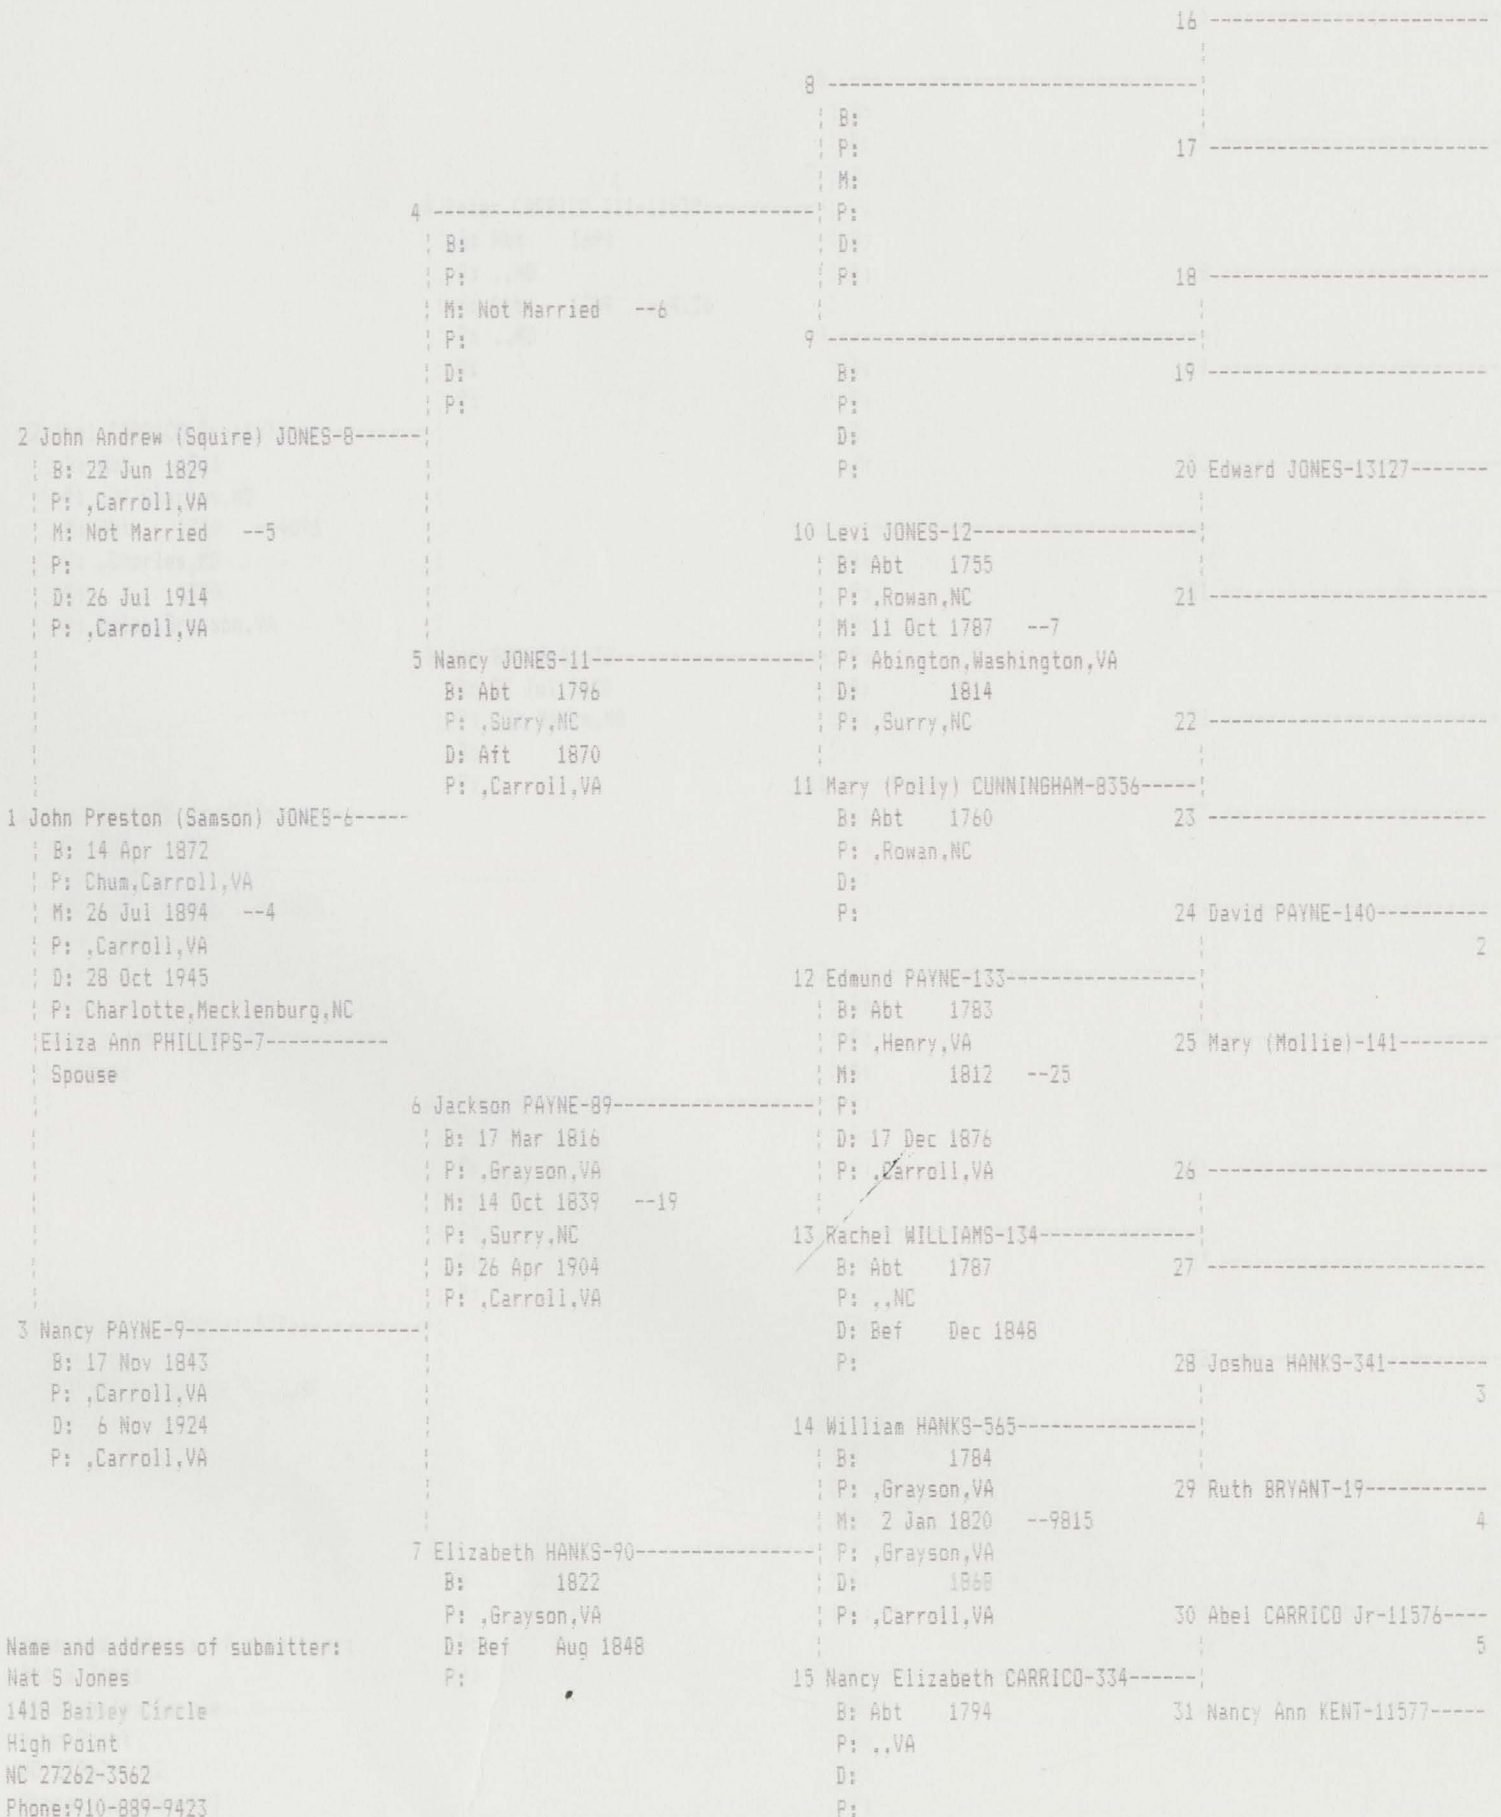 16 -------------------------
8 ---------------------------------
B:
P:
17 -------------------------
M:
4 ---------------------------------- P:
B: D:
P: P:
18 -------------------------
M: Not Married --6
P:
9 ---------------------------------
D: B:
19 -------------------------
P: P:
2 John Andrew (Squire) JONES-8------ D:
B: 22 Jun 1829 P:
20 Edward JONES-13127-------
P: ,Carroll,VA
M: Not Married --5
10 Levi JONES-12--------------------
P: B: Abt 1755
D: 26 Jul 1914 P: ,Rowan,NC
21 -------------------------
P: ,Carroll,VA M: 11 Oct 1787 --7
5 Nancy JONES-11-------------------- P: Abington,Washington,VA
B: Abt 1796 D: 1814
P: ,Surry,NC P: ,Surry,NC
22 -------------------------
D: Aft 1870
P: ,Carroll,VA
11 Mary (Polly) CUNNINGHAM-8356-----
1 John Preston (Samson) JONES-6-----
B: Abt 1760
23 -------------------------
B: 14 Apr 1872 P: ,Rowan,NC
P: Chum,Carroll,VA D:
M: 26 Jul 1894 --4 P:
24 David PAYNE-140----------
P: ,Carroll,VA
2
D: 28 Oct 1945
12 Edmund PAYNE-133-----------------
P: Charlotte,Mecklenburg,NC B: Abt 1783
Eliza Ann PHILLIPS-7----------- P: ,Henry,VA
25 Mary (Mollie)-141--------
Spouse M: 1812 --25
6 Jackson PAYNE-89------------------ P:
B: 17 Mar 1816 D: 17 Dec 1876
P: ,Grayson,VA P: ,Carroll,VA
26 -------------------------
M: 14 Oct 1839 --19
P: ,Surry,NC
13 Rachel WILLIAMS-134--------------
D: 26 Apr 1904 B: Abt 1787
27 -------------------------
P: ,Carroll,VA P: ,,NC
3 Nancy PAYNE-9---------------------
D: Bef Dec 1848
B: 17 Nov 1843 P:
28 Joshua HANKS-341---------
P: ,Carroll,VA
3
D: 6 Nov 1924
14 William HANKS-565----------------
P: ,Carroll,VA B: 1784
P: ,Grayson,VA
29 Ruth BRYANT-19-----------
M: 2 Jan 1820 --9815
4
7 Elizabeth HANKS-90---------------- P: ,Grayson,VA
B: 1822 D: 1868
P: ,Grayson,VA P: ,Carroll,VA
30 Abel CARRICO Jr-11576----
Name and address of submitter: D: Bef Aug 1848
5
Nat S Jones P:
15 Nancy Elizabeth CARRICO-334------
1418 Bailey Circle B: Abt 1794
31 Nancy Ann KENT-11577-----
High Point P: ,,VA
NC 27262-3562 D:
Phone:910-889-9423 P: